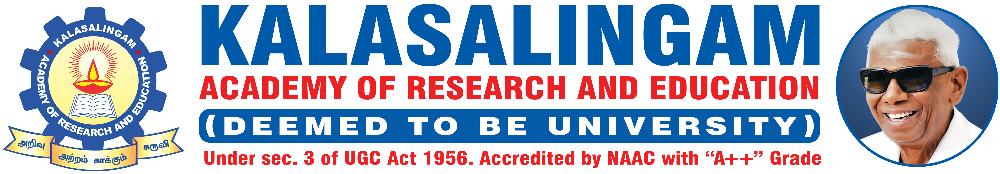 KALASALINGAM
ACADEMY OF RESEARCH AND EDUCATION
அறிவு அற்றம் காக்கும் கருவி
KALASALINGAM
ACADEMY OF RESEARCH AND EDUCATION
(DEEMED TO BE UNIVERSITY)
Under sec. 3 of UGC Act 1956. Accredited by NAAC with “A++” Grade